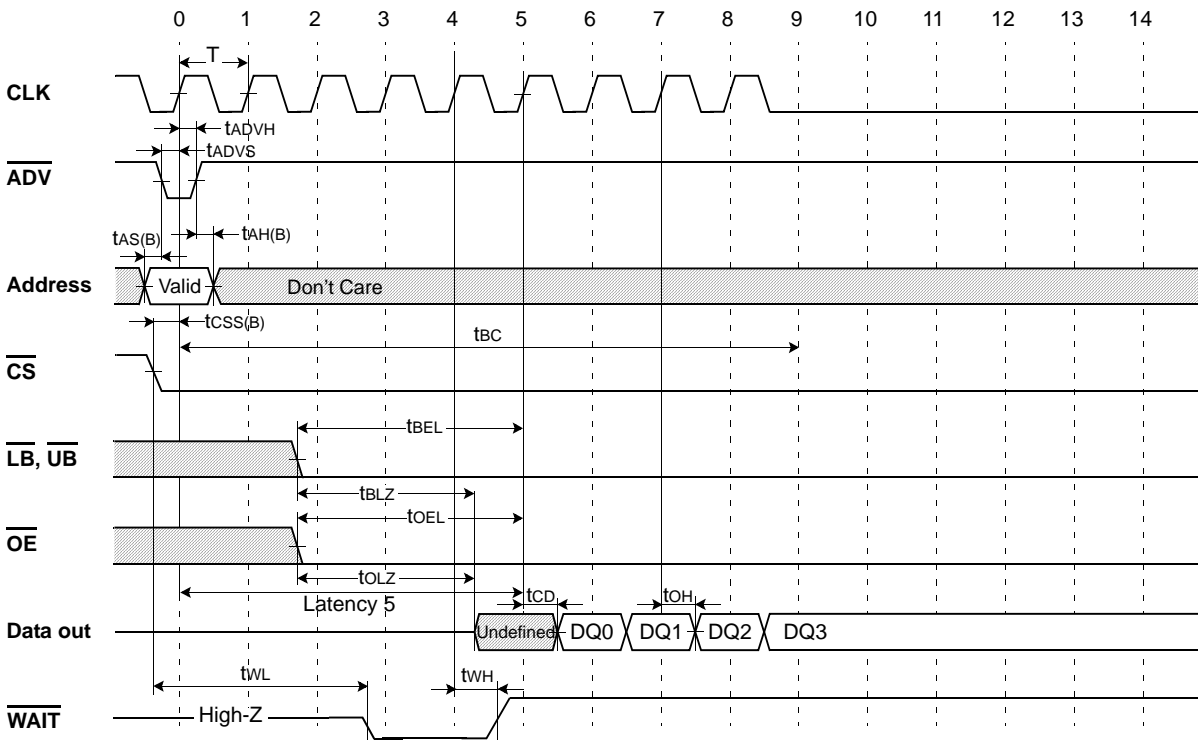 0 1 2 3 4 5 6 7 8 9 10 11 12 13 14
T
CLK
tADVH
tADVS
ADV
tAS(B) tAH(B)
Address Valid Don't Care
tCSS(B)
tBC
CS
tBEL
LB, UB
tBLZ
tOEL
OE
tOLZ
Latency 5 tCD tOH
Data out Undefined DQ0 DQ1 DQ2 DQ3
tWL tWH
High-Z
WAIT